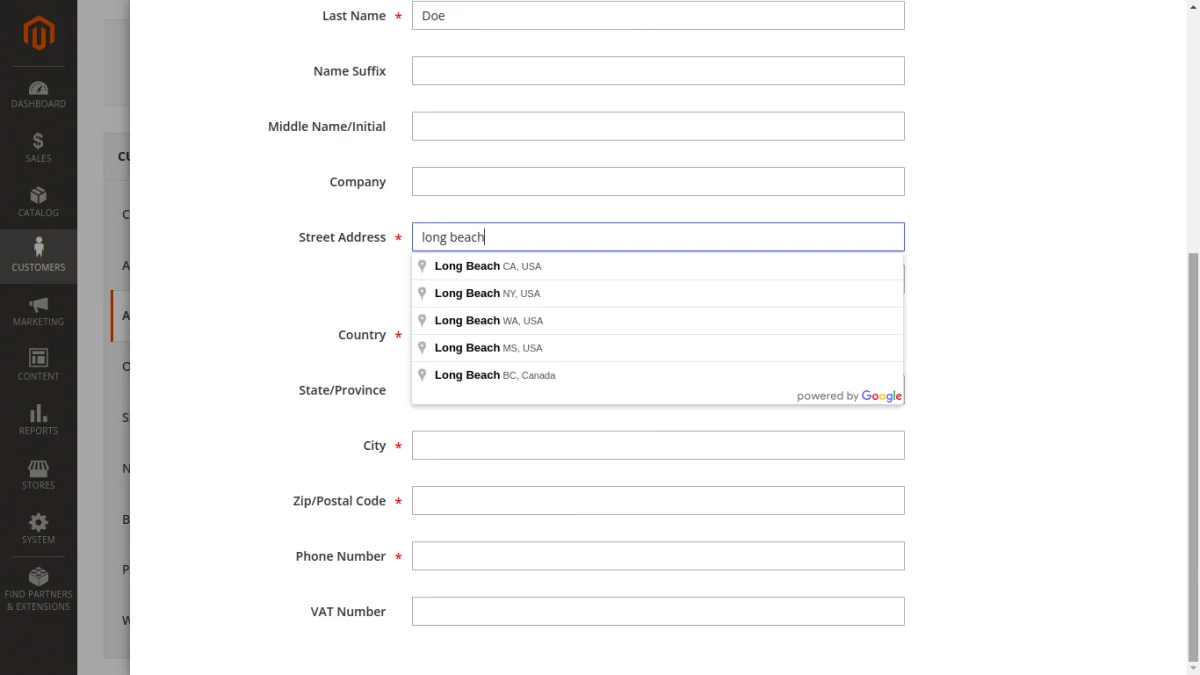 DASHBOARD
SALES
CATALOG
CUSTOMERS
MARKETING
CONTENT
REPORTS
STORES
SYSTEM
FIND PARTNERS
& EXTENSIONS
CU
C
A
A
O
S
N
B
P
W
Last Name * Doe
Name Suffix
Middle Name/Initial
Company
Street Address * long beach
Long Beach CA, USA
Long Beach NY, USA
Long Beach WA, USA
Long Beach MS, USA
Long Beach BC, Canada
powered by Google
Country *
State/Province
City *
Zip/Postal Code *
Phone Number *
VAT Number